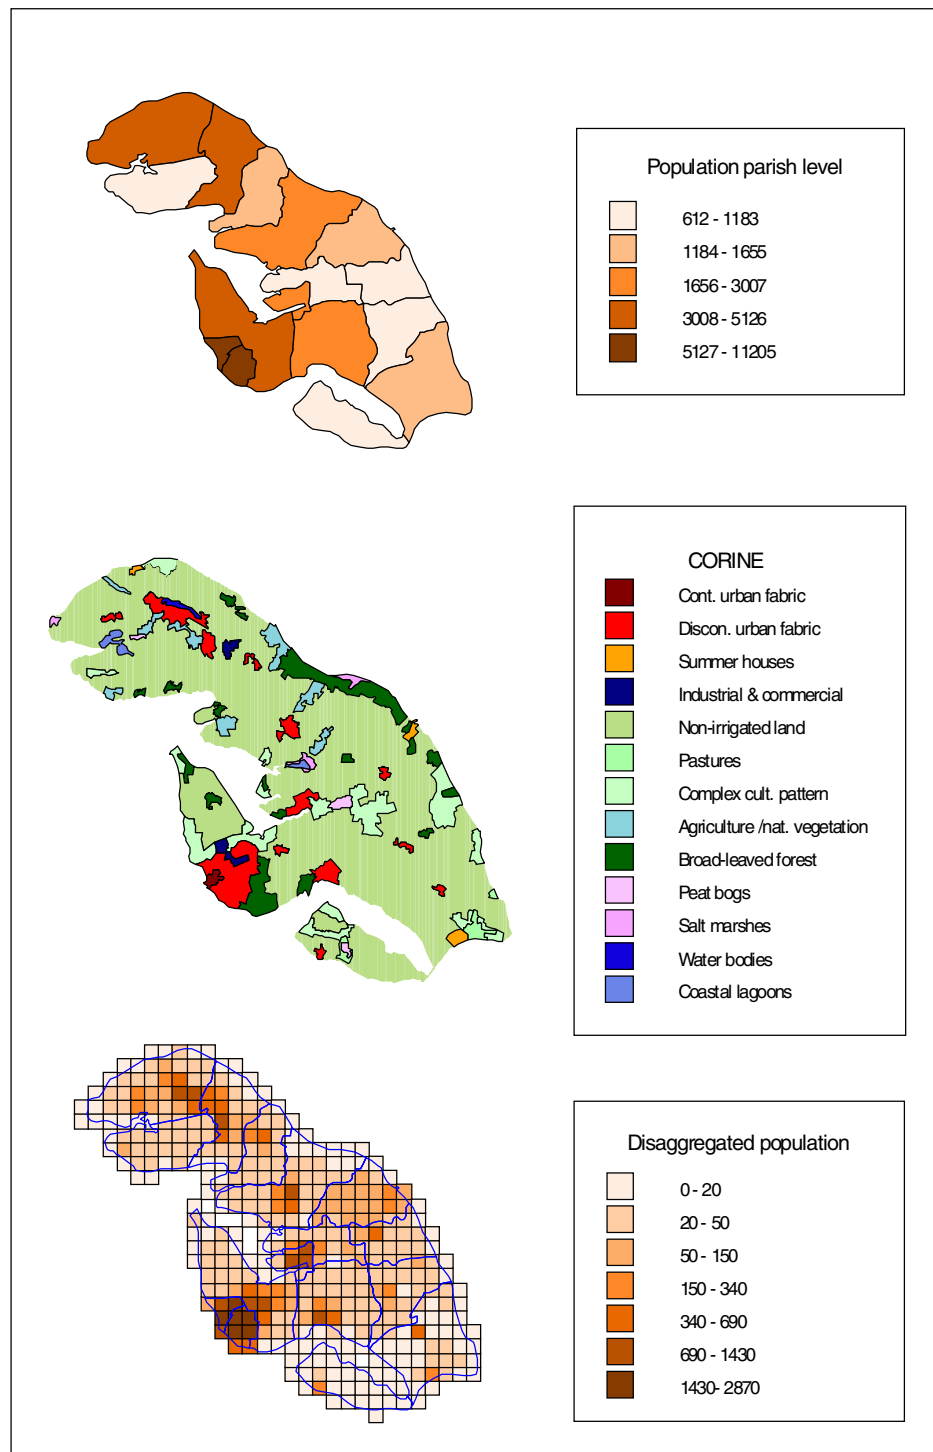 Population parish level
612 - 1183
1184 - 1655
1656 - 3007
3008 - 5126
5127 - 11205
CORINE
Cont. urban fabric
Discon. urban fabric
Summer houses
Industrial & commercial
Non-irrigated land
Pastures
Complex cult. pattern
Agriculture /nat. vegetation
Broad-leaved forest
Peat bogs
Salt marshes
Water bodies
Coastal lagoons
Disaggregated population
0 - 20
20 - 50
50 - 150
150 - 340
340 - 690
690 - 1430
1430- 2870